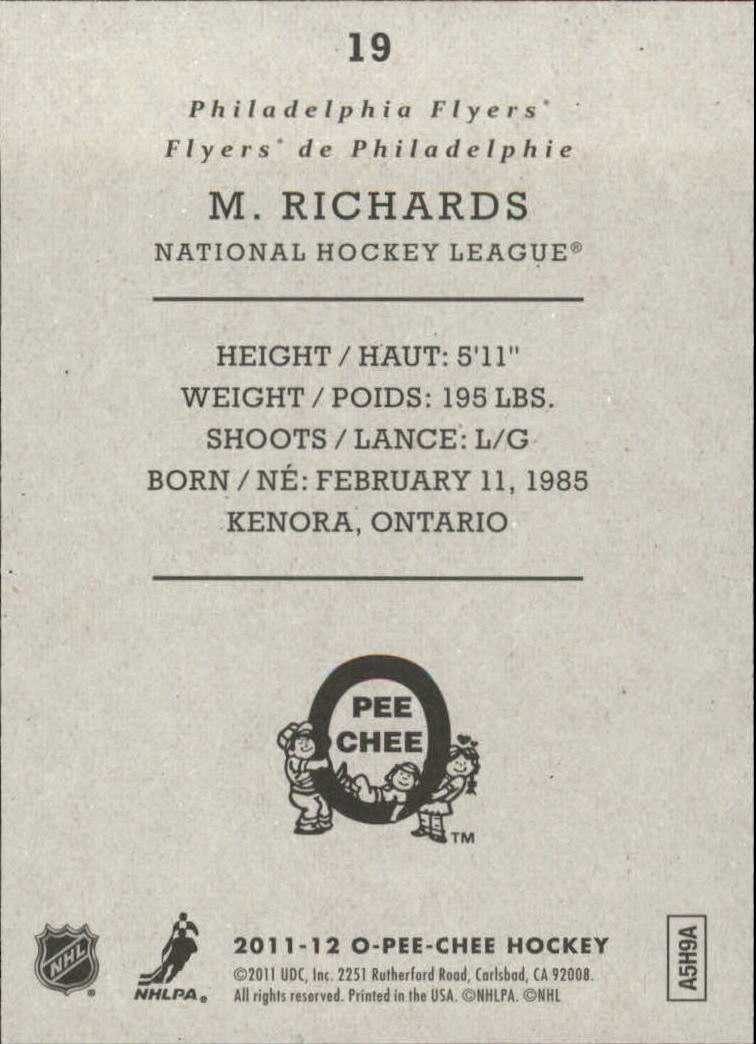 19
Philadelphia Flyers®
Flyers® de Philadelphie
M. RICHARDS
NATIONAL HOCKEY LEAGUE®
HEIGHT / HAUT: 5'11"
WEIGHT / POIDS: 195 LBS.
SHOOTS / LANCE: L/G
BORN / NÉ: FEBRUARY 11, 1985
KENORA, ONTARIO
O
PEE
CHEE
TM
NHL
®
NHLPA®
2011-12 O-PEE-CHEE HOCKEY
©2011 UDC, Inc. 2251 Rutherford Road, Carlsbad, CA 92008.
All rights reserved. Printed in the USA. ©NHLPA. ©NHL
A5H9A